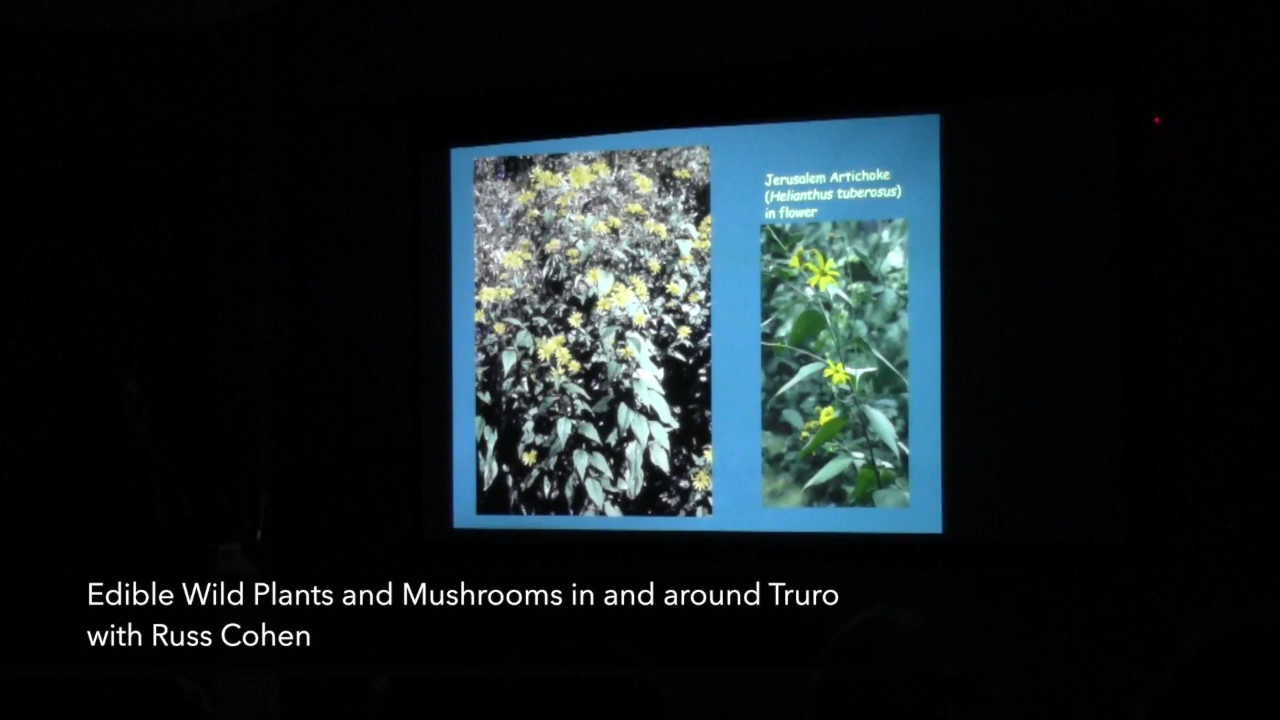 Jerusalem Artichoke
(Helianthus tuberosus)
in flower
Edible Wild Plants and Mushrooms in and around Truro
with Russ Cohen